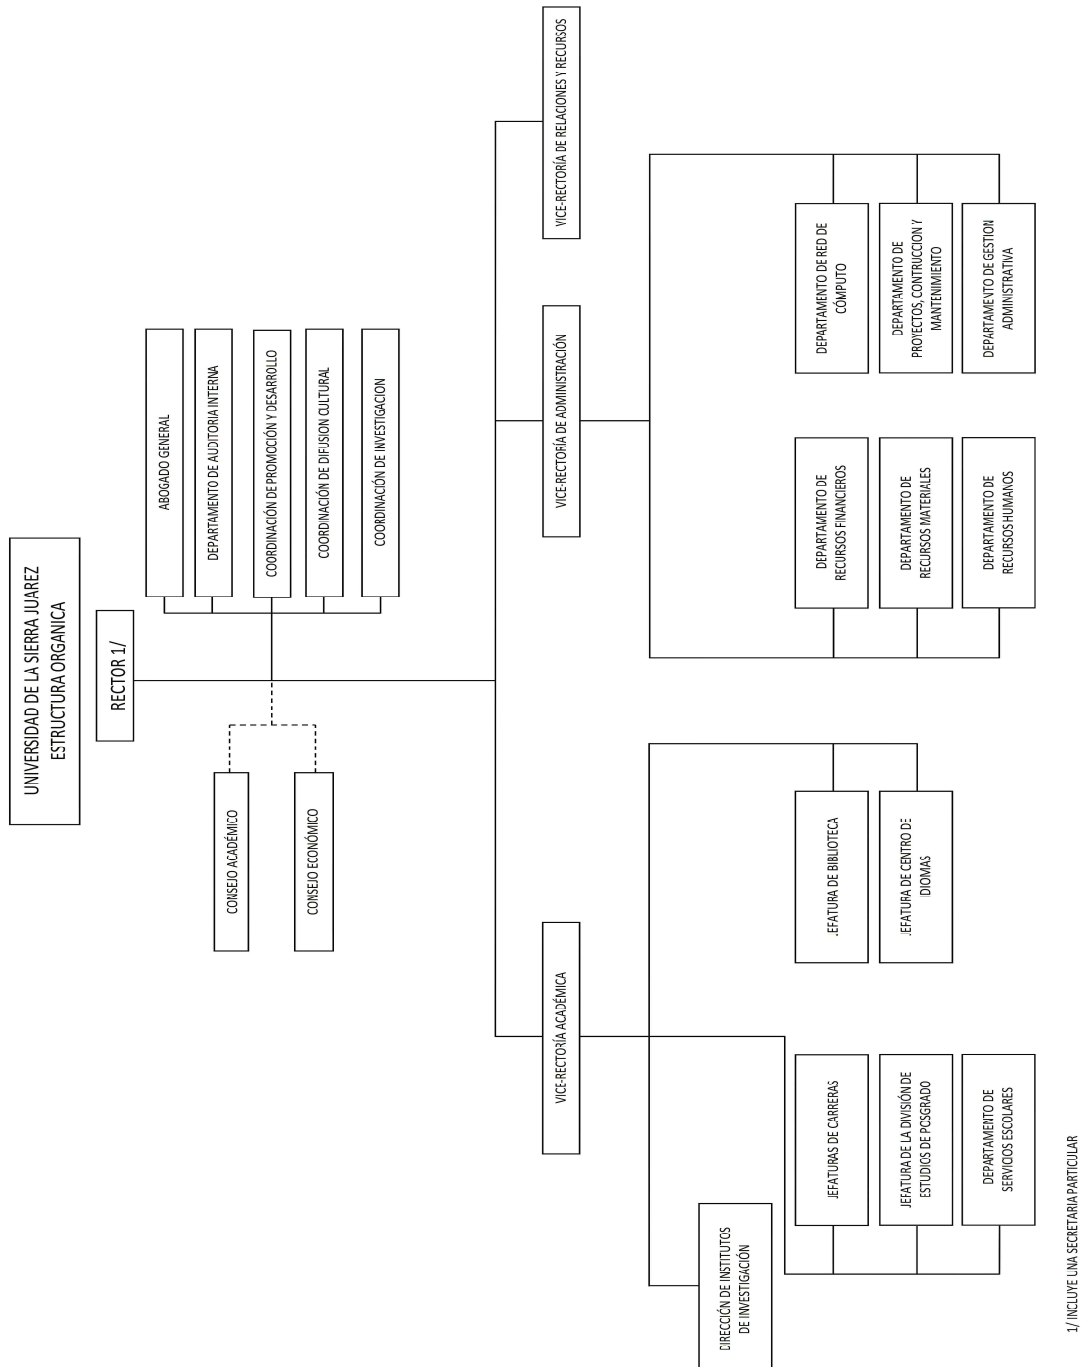 UNIVERSIDAD DE LA SIERRA JUAREZ
ESTRUCTURA ORGANICA
RECTOR 1/
CONSEJO ACADÉMICO
CONSEJO ECONÓMICO
ABOGADO GENERAL
DEPARTAMENTO DE AUDITORIA INTERNA
COORDINACIÓN DE PROMOCIÓN Y DESARROLLO
COORDINACIÓN DE DIFUSION CULTURAL
COORDINACIÓN DE INVESTIGACION
VICE-RECTORÍA ACADÉMICA
VICE-RECTORÍA DE ADMINISTRACIÓN
VICE-RECTORÍA DE RELACIONES Y RECURSOS
DIRECCIÓN DE INSTITUTOS
DE INVESTIGACIÓN
JEFATURAS DE CARRERAS
JEFATURA DE LA DIVISIÓN DE
ESTUDIOS DE POSGRADO
DEPARTAMENTO DE
SERVICIOS ESCOLARES
JEFATURA DE BIBLIOTECA
JEFATURA DE CENTRO DE
IDIOMAS
DEPARTAMENTO DE
RECURSOS FINANCIEROS
DEPARTAMENTO DE
RECURSOS MATERIALES
DEPARTAMENTO DE
RECURSOS HUMANOS
DEPARTAMENTO DE RED DE
CÓMPUTO
DEPARTAMENTO DE
PROYECTOS, CONTRUCCION Y
MANTENIMIENTO
DEPARTAMENTO DE GESTION
ADMINISTRATIVA
1/ INCLUYE UNA SECRETARIA PARTICULAR